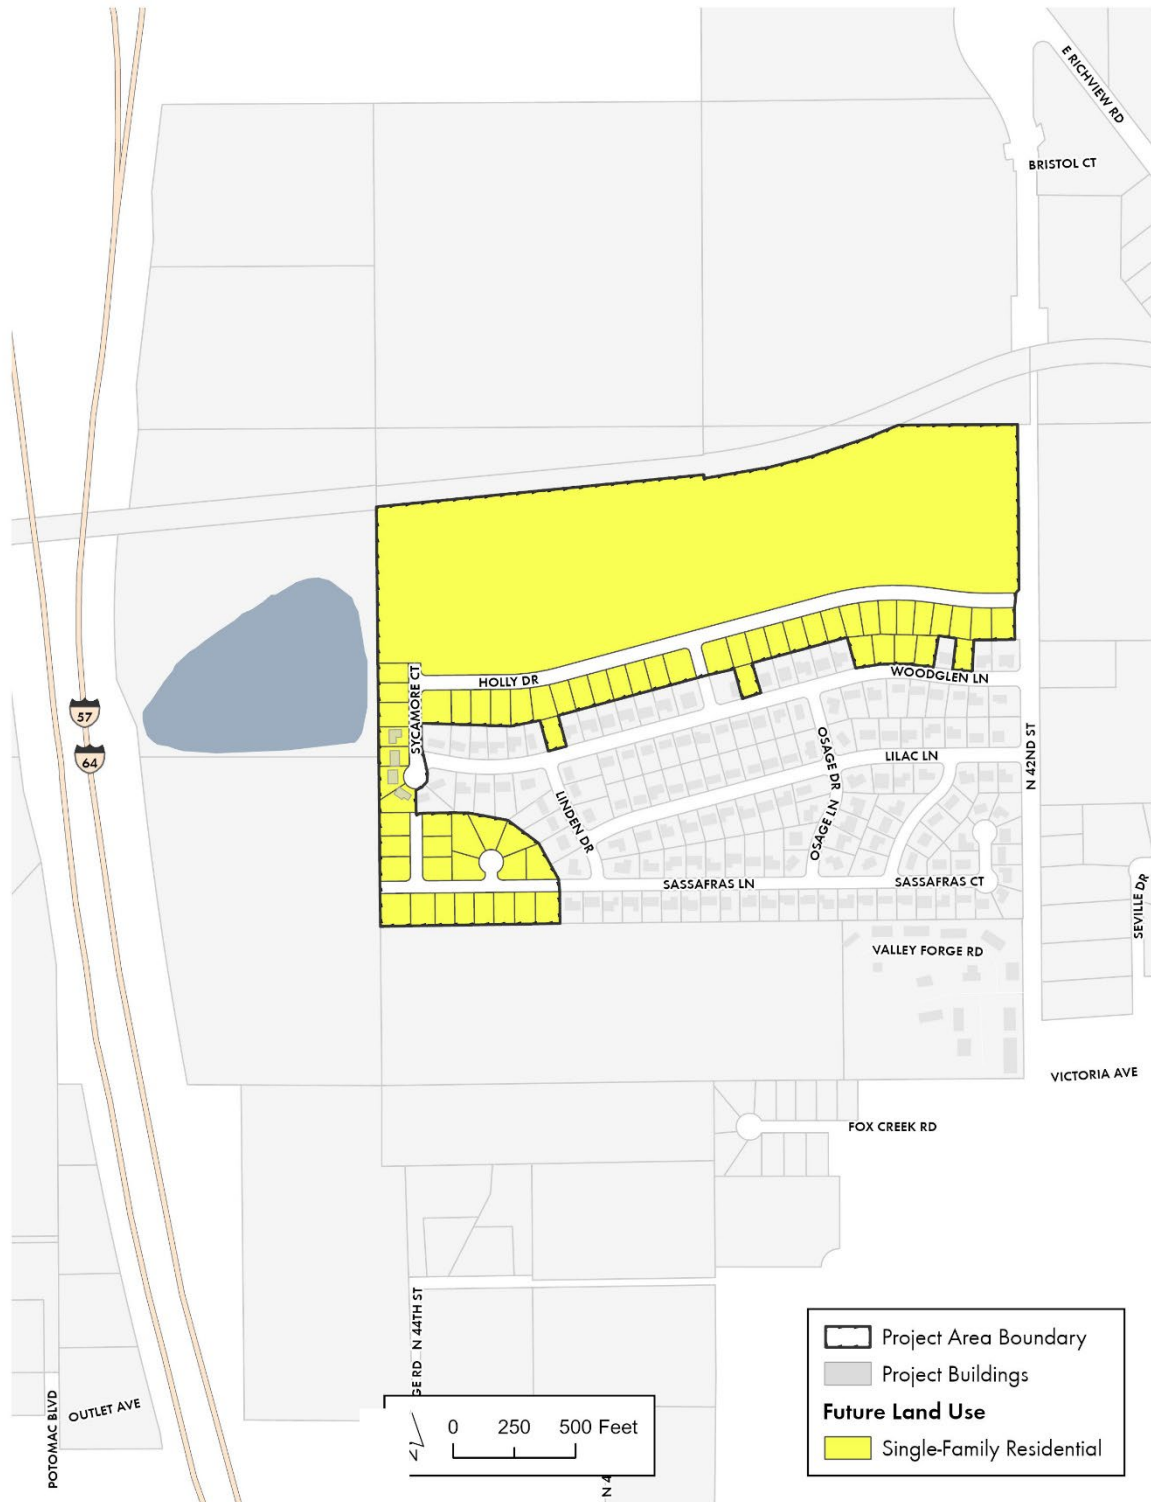 E RICHVIEW RD
BRISTOL CT
HOLLY DR
SYCAMORE CT
WOODGLEN LN
57
64
OSAGE DR
LILAC LN
N 42ND ST
LINDEN DR
OSAGE LN
SASSAFRAS LN
SASSAFRAS CT
SEVILLE DR
VALLEY FORGE RD
VICTORIA AVE
FOX CREEK RD
GE RD N 44TH ST
POTOMAC BLVD
OUTLET AVE
0 250 500 Feet
N 4
Project Area Boundary
Project Buildings
Future Land Use
Single-Family Residential